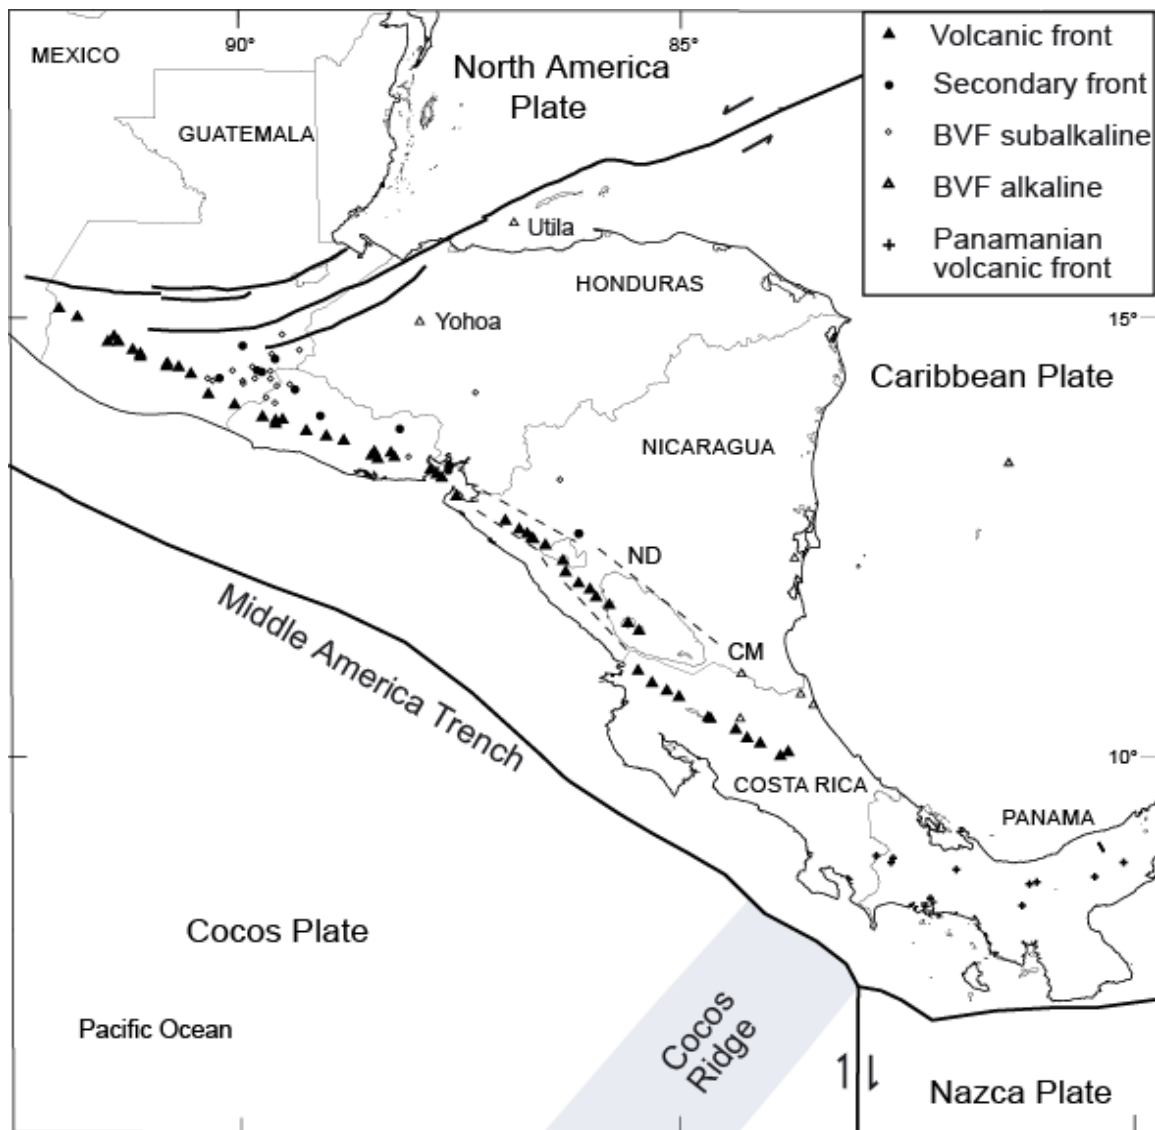 MEXICO
90°
85°
North America
Plate
GUATEMALA
Volcanic front
Secondary front
BVF subalkaline
BVF alkaline
Panamanian
volcanic front
Utila
HONDURAS
Yohoa
15°
Caribbean Plate
NICARAGUA
ND
CM
Middle America Trench
10°
COSTA RICA
PANAMA
Cocos Plate
Pacific Ocean
Cocos
Ridge
Nazca Plate